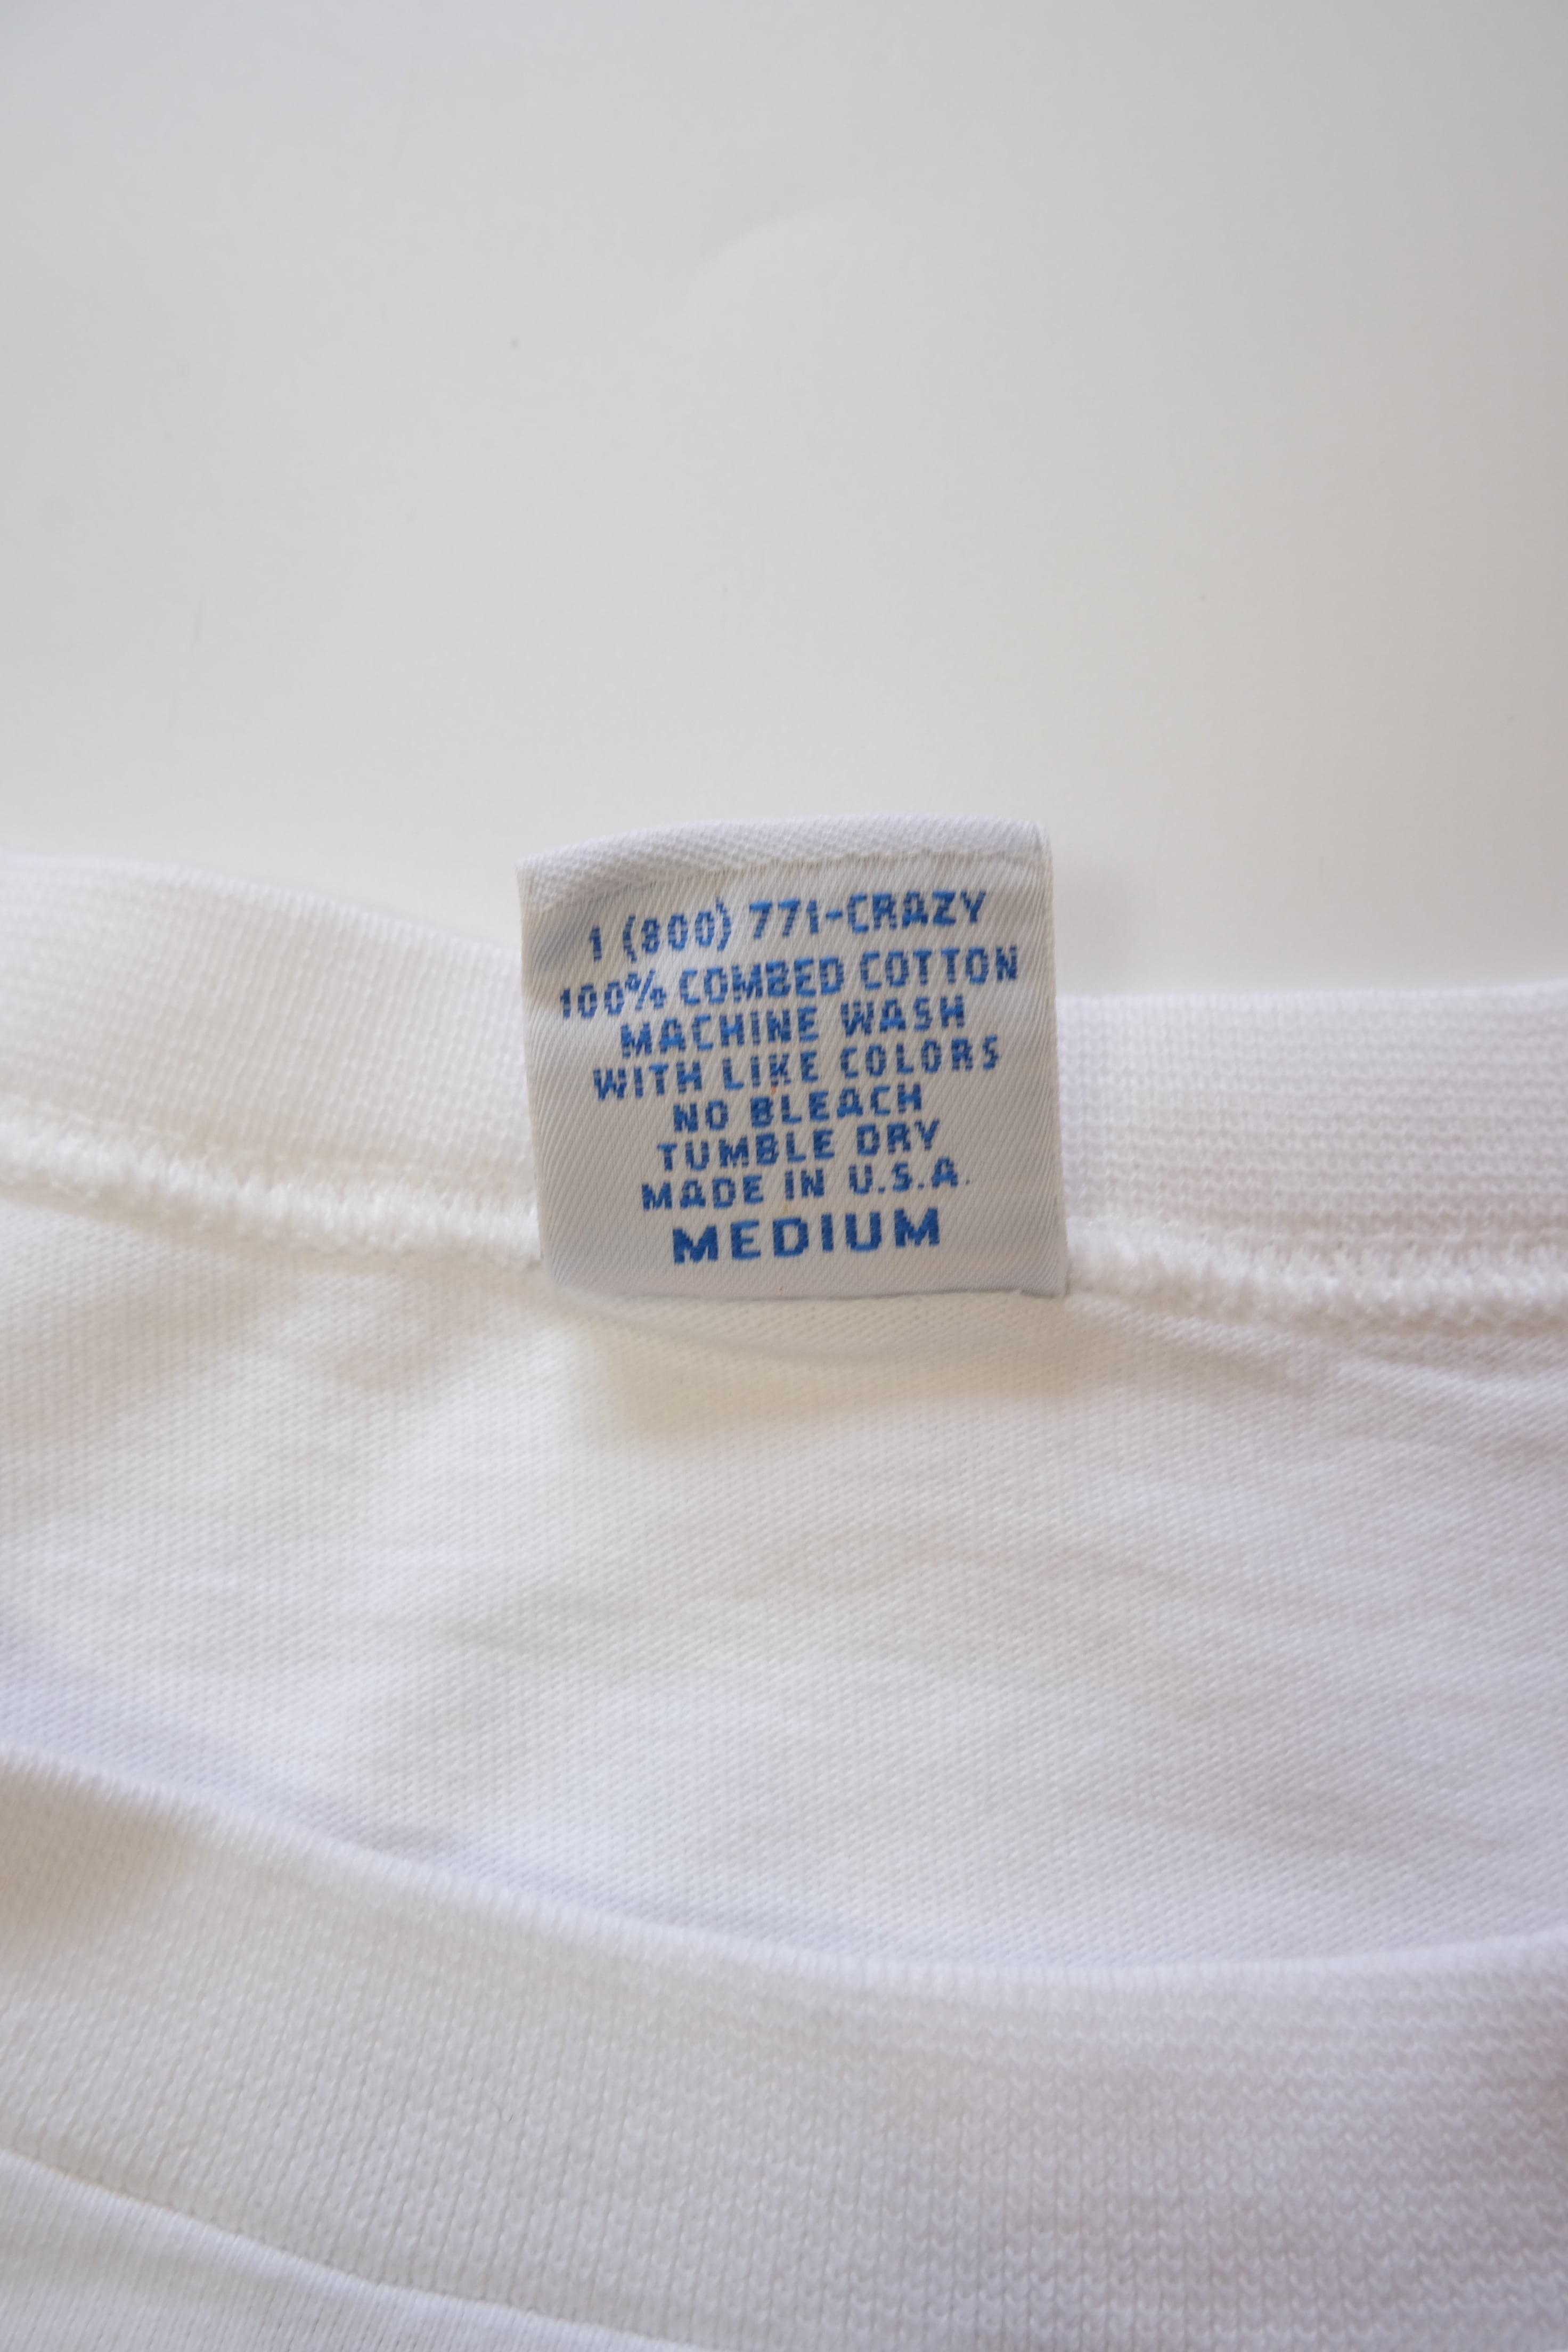 1 (800) 771-CRAZY
100% COMBED COTTON
MACHINE WASH
WITH LIKE COLORS
NO BLEACH
TUMBLE DRY
MADE IN U.S.A.
MEDIUM